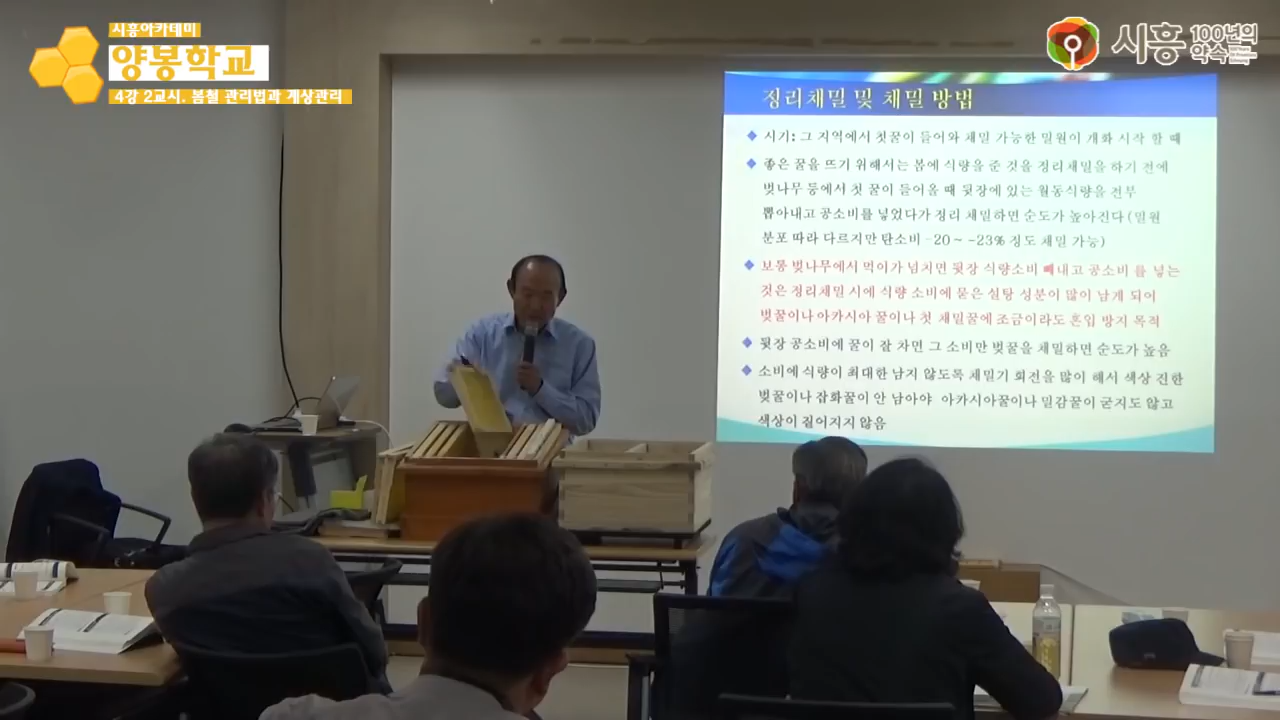 시흥아카데미
양봉학교
4강 2교시. 봄철 관리법과 계상관리
시흥 100년의 약속
정리채밀 및 채밀 방법
시기: 그 지역에서 첫꿀이 들어와 채밀 가능한 밀원이 개화 시작 할 때
좋은 꿀을 뜨기 위해서는 봄에 식량을 준 것을 정리채밀을 하기 전에
벚나무 등에서 첫 꿀이 들어올 때 뒷장에 있는 월동식량을 전부
뽑아내고 공소비를 넣었다가 정리 채밀하면 순도가 높아진다 (밀원
분포 따라 다르지만 탄소비 -20 ~ -23% 정도 채밀 가능)
보통 벚나무에서 먹이가 넘치면 뒷장 식량소비 빼내고 공소비 를 넣는
것은 정리채밀 시에 식량 소비에 묻은 설탕 성분이 많이 남게 되어
벚꿀이나 아카시아 꿀이나 첫 채밀꿀에 조금이라도 혼입 방지 목적
뒷장 공소비에 꿀이 잘 차면 그 소비만 벚꿀을 채밀하면 순도가 높음
소비에 식량이 최대한 남지 않도록 채밀기 회전을 많이 해서 색상 진한
벚꿀이나 잡화꿀이 안 남아야 아카시아꿀이나 밀감꿀이 굳지도 않고
색상이 짙어지지 않음